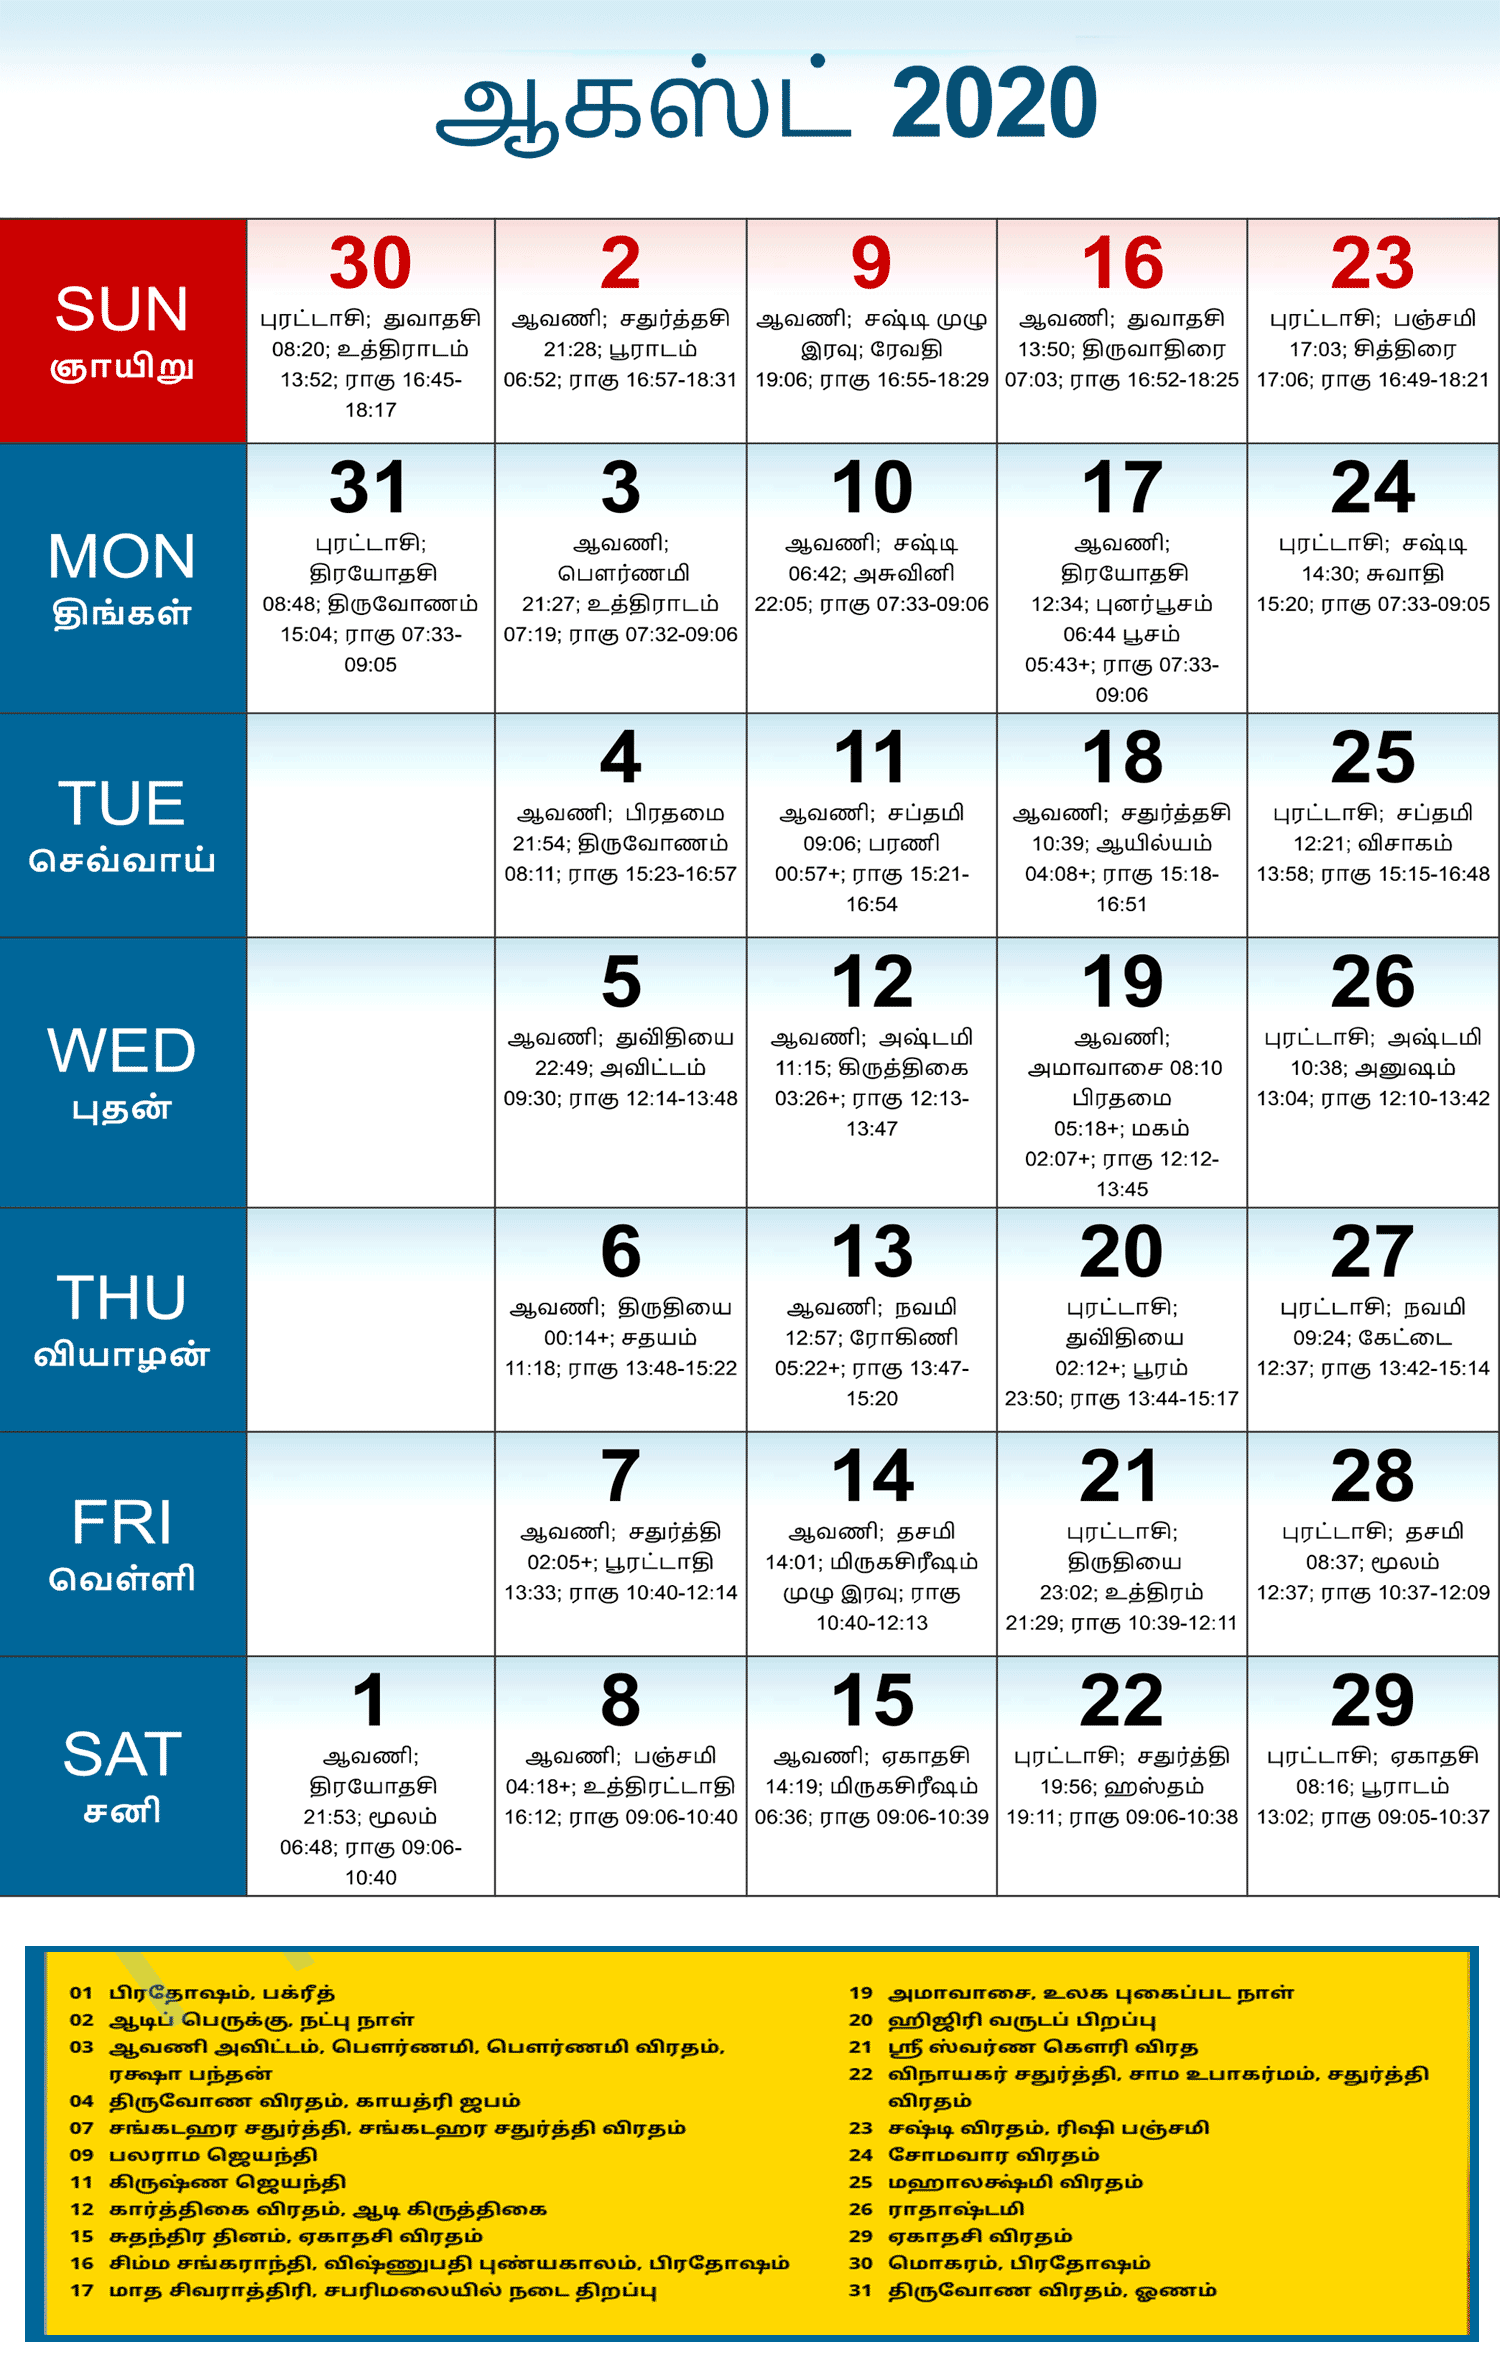 ஆகஸ்ட் 2020
SUN
ஞாயிறு
30
புரட்டாசி; துவாதசி
08:20; உத்திராடம்
13:52; ராகு 16:45-
18:17
2
ஆவணி; சதுர்த்தசி
21:28; பூராடம்
06:52; ராகு 16:57-18:31
9
ஆவணி; சஷ்டி முழு
இரவு; ரேவதி
19:06; ராகு 16:55-18:29
16
ஆவணி; துவாதசி
13:50; திருவாதிரை
07:03; ராகு 16:52-18:25
23
புரட்டாசி; பஞ்சமி
17:03; சித்திரை
17:06; ராகு 16:49-18:21
MON
திங்கள்
31
புரட்டாசி;
திரயோதசி
08:48; திருவோணம்
15:04; ராகு 07:33-
09:05
3
ஆவணி;
பௌர்ணமி
21:27; உத்திராடம்
07:19; ராகு 07:32-09:06
10
ஆவணி; சஷ்டி
06:42; அசுவினி
22:05; ராகு 07:33-09:06
17
ஆவணி;
திரயோதசி
12:34; புனர்பூசம்
06:44 பூசம்
05:43+; ராகு 07:33-
09:06
24
புரட்டாசி; சஷ்டி
14:30; சுவாதி
15:20; ராகு 07:33-09:05
TUE
செவ்வாய்
4
ஆவணி; பிரதமை
21:54; திருவோணம்
08:11; ராகு 15:23-16:57
11
ஆவணி; சப்தமி
09:06; பரணி
00:57+; ராகு 15:21-
16:54
18
ஆவணி; சதுர்த்தசி
10:39; ஆயில்யம்
04:08+; ராகு 15:18-
16:51
25
புரட்டாசி; சப்தமி
12:21; விசாகம்
13:58; ராகு 15:15-16:48
WED
புதன்
5
ஆவணி; துவிதியை
22:49; அவிட்டம்
09:30; ராகு 12:14-13:48
12
ஆவணி; அஷ்டமி
11:15; கிருத்திகை
03:26+; ராகு 12:13-
13:47
19
ஆவணி;
அமாவாசை 08:10
பிரதமை
05:18+; மகம்
02:07+; ராகு 12:12-
13:45
26
புரட்டாசி; அஷ்டமி
10:38; அனுஷம்
13:04; ராகு 12:10-13:42
THU
வியாழன்
6
ஆவணி; திருதியை
00:14+; சதயம்
11:18; ராகு 13:48-15:22
13
ஆவணி; நவமி
12:57; ரோகிணி
05:22+; ராகு 13:47-
15:20
20
புரட்டாசி;
துவிதியை
02:12+; பூரம்
23:50; ராகு 13:44-15:17
27
புரட்டாசி; நவமி
09:24; கேட்டை
12:37; ராகு 13:42-15:14
FRI
வெள்ளி
7
ஆவணி; சதுர்த்தி
02:05+; பூரட்டாதி
13:33; ராகு 10:40-12:14
14
ஆவணி; தசமி
14:01; மிருகசிரீஷம்
முழு இரவு; ராகு
10:40-12:13
21
புரட்டாசி;
திருதியை
23:02; உத்திரம்
21:29; ராகு 10:39-12:11
28
புரட்டாசி; தசமி
08:37; மூலம்
12:37; ராகு 10:37-12:09
SAT
சனி
1
ஆவணி;
திரயோதசி
21:53; மூலம்
06:48; ராகு 09:06-
10:40
8
ஆவணி; பஞ்சமி
04:18+; உத்திரட்டாதி
16:12; ராகு 09:06-10:40
15
ஆவணி; ஏகாதசி
14:19; மிருகசிரீஷம்
06:36; ராகு 09:06-10:39
22
புரட்டாசி; சதுர்த்தி
19:56; ஹஸ்தம்
19:11; ராகு 09:06-10:38
29
புரட்டாசி; ஏகாதசி
08:16; பூராடம்
13:02; ராகு 09:05-10:37
01 பிரதோஷம், பக்ரீத்
02 ஆடிப் பெருக்கு, நட்பு நாள்
03 ஆவணி அவிட்டம், பௌர்ணமி, பௌர்ணமி விரதம்,
ரக்ஷா பந்தன்
04 திருவோண விரதம், காயத்ரி ஜபம்
07 சங்கடஹர சதுர்த்தி, சங்கடஹர சதுர்த்தி விரதம்
09 பலராம ஜெயந்தி
11 கிருஷ்ண ஜெயந்தி
12 கார்த்திகை விரதம், ஆடி கிருத்திகை
15 சுதந்திர தினம், ஏகாதசி விரதம்
16 சிம்ம சங்கராந்தி, விஷ்ணுபதி புண்யகாலம், பிரதோஷம்
17 மாத சிவராத்திரி, சபரிமலையில் நடை திறப்பு
19 அமாவாசை, உலக புகைப்பட நாள்
20 ஹிஜிரி வருடப் பிறப்பு
21 ஸ்ரீ ஸ்வர்ண கௌரி விரத
22 விநாயகர் சதுர்த்தி, சாம உபாகர்மம், சதுர்த்தி
விரதம்
23 சஷ்டி விரதம், ரிஷி பஞ்சமி
24 சோமவார விரதம்
25 மஹாலக்ஷ்மி விரதம்
26 ராதாஷ்டமி
29 ஏகாதசி விரதம்
30 மொகரம், பிரதோஷம்
31 திருவோண விரதம், ஓணம்